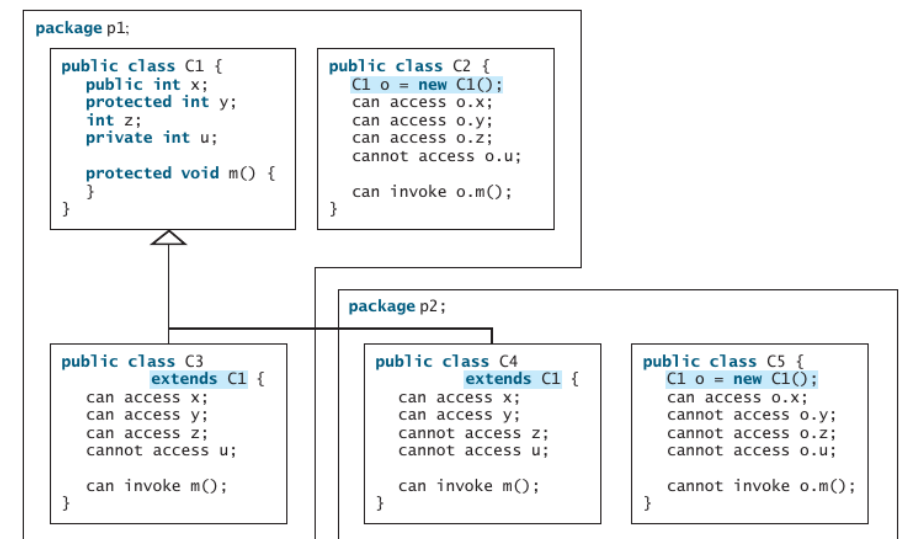 package p1;
public class C1 {
public int x;
protected int y;
int z;
private int u;
protected void m() {
}
}
public class C2 {
C1 o = new C1();
can access o.x;
can access o.y;
can access o.z;
cannot access o.u;
can invoke o.m();
}
public class C3
extends C1 {
can access x;
can access y;
can access z;
cannot access u;
can invoke m();
}
package p2;
public class C4
extends C1 {
can access x;
can access y;
cannot access z;
cannot access u;
can invoke m();
}
public class C5 {
C1 o = new C1();
can access o.x;
cannot access o.y;
cannot access o.z;
cannot access o.u;
cannot invoke o.m();
}